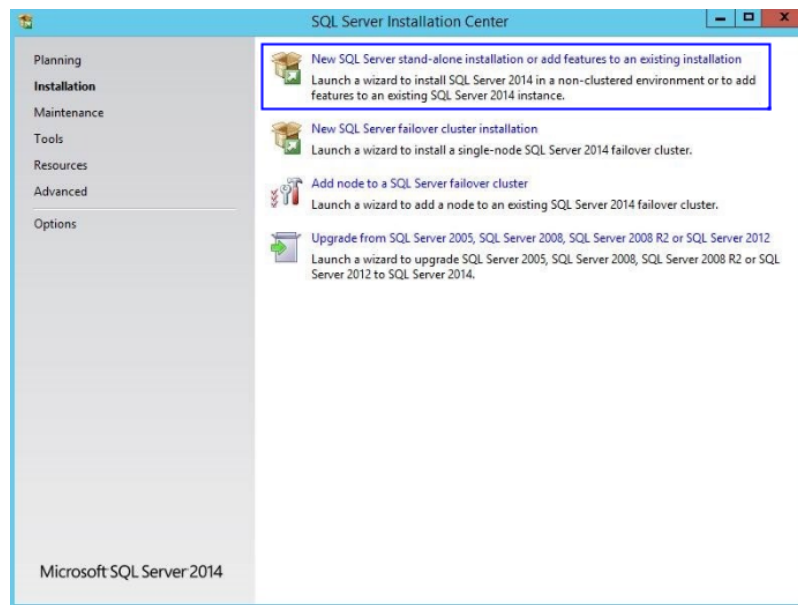 SQL Server Installation Center
Planning
Installation
Maintenance
Tools
Resources
Advanced
Options
New SQL Server stand-alone installation or add features to an existing installation
Launch a wizard to install SQL Server 2014 in a non-clustered environment or to add
features to an existing SQL Server 2014 instance.
New SQL Server failover cluster installation
Launch a wizard to install a single-node SQL Server 2014 failover cluster.
Add node to a SQL Server failover cluster
Launch a wizard to add a node to an existing SQL Server 2014 failover cluster.
Upgrade from SQL Server 2005, SQL Server 2008, SQL Server 2008 R2 or SQL Server 2012
Launch a wizard to upgrade SQL Server 2005, SQL Server 2008, SQL Server 2008 R2 or SQL
Server 2012 to SQL Server 2014.
Microsoft SQL Server 2014